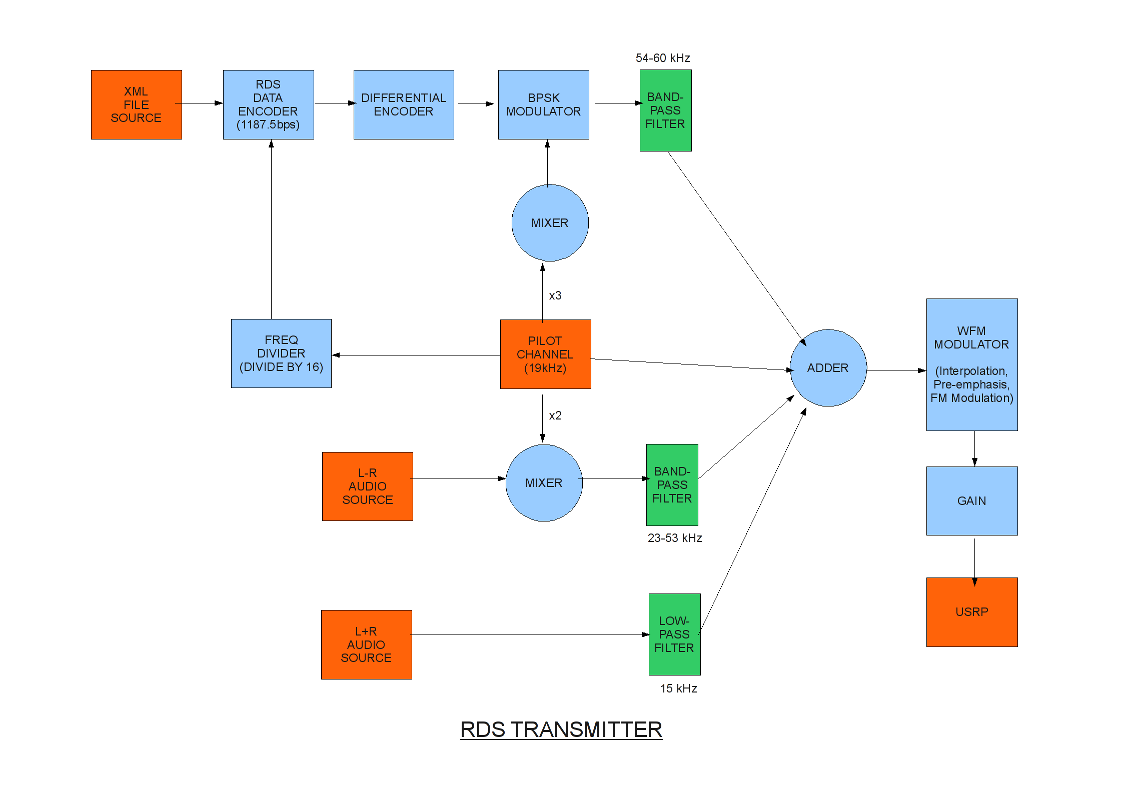 54-60 kHz
XML
FILE
SOURCE
RDS
DATA
ENCODER
(1187.5bps)
DIFFERENTIAL
ENCODER
BPSK
MODULATOR
BAND-
PASS
FILTER
MIXER
x3
FREQ
DIVIDER
(DIVIDE BY 16)
PILOT
CHANNEL
(19kHz)
ADDER
WFM
MODULATOR
(Interpolation,
Pre-emphasis,
FM Modulation)
x2
L-R
AUDIO
SOURCE
MIXER
BAND-
PASS
FILTER
23-53 kHz
GAIN
USRP
L+R
AUDIO
SOURCE
LOW-
PASS
FILTER
15 kHz
RDS TRANSMITTER